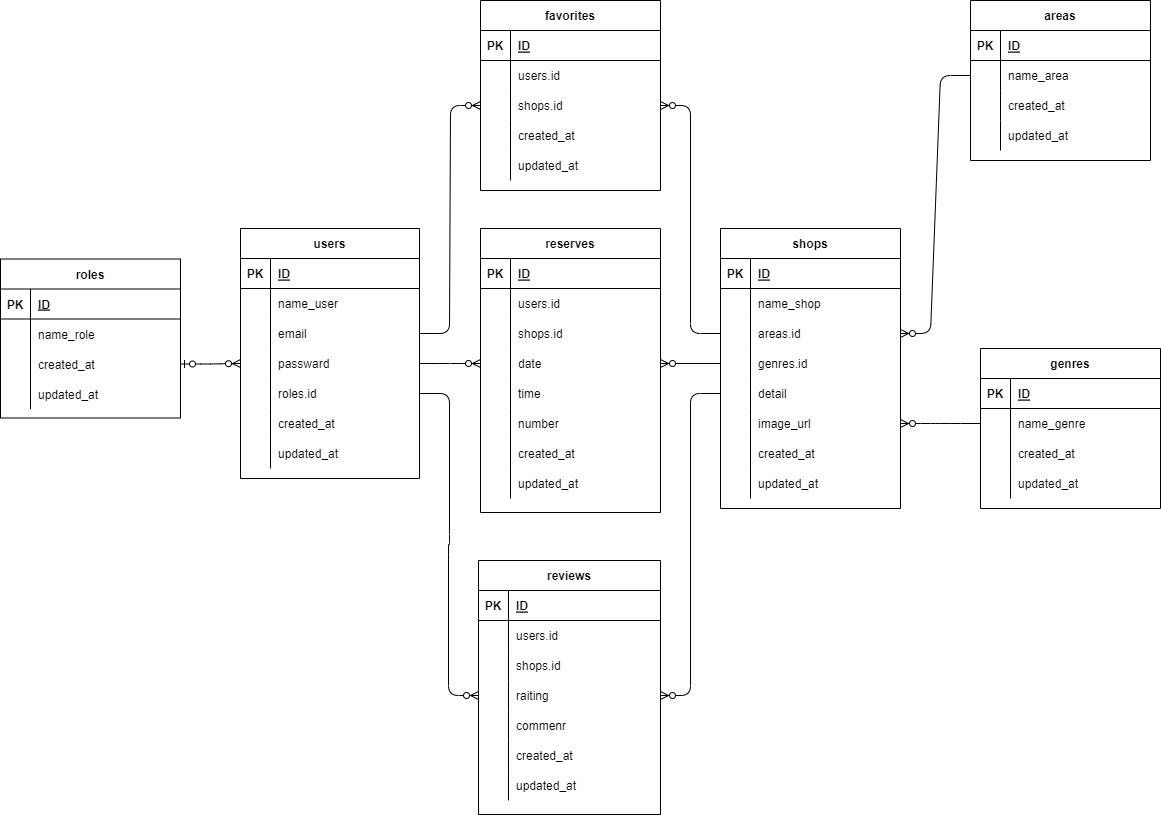 favorites
PK ID
users.id
shops.id
created_at
updated_at
areas
PK ID
name_area
created_at
updated_at
roles
PK ID
name_role
created_at
updated_at
users
PK ID
name_user
email
passward
roles.id
created_at
updated_at
reserves
PK ID
users.id
shops.id
date
time
number
created_at
updated_at
shops
PK ID
name_shop
areas.id
genres.id
detail
image_url
created_at
updated_at
genres
PK ID
name_genre
created_at
updated_at
reviews
PK ID
users.id
shops.id
raiting
commenr
created_at
updated_at